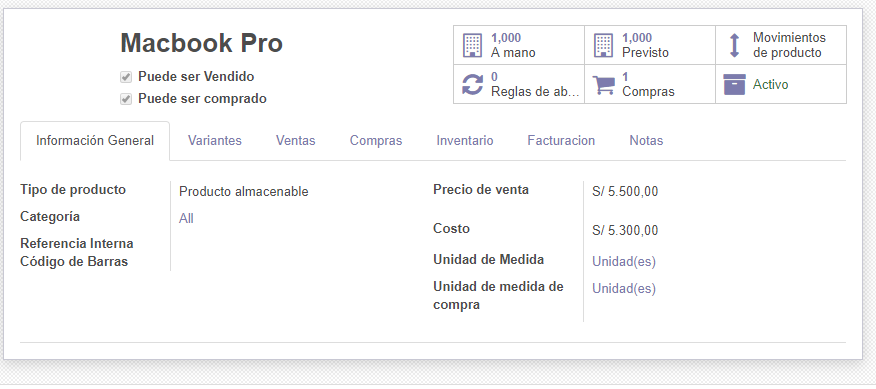 Macbook Pro
Puede ser Vendido
Puede ser comprado
1,000
A mano
1,000
Previsto
Movimientos
de producto
0
Reglas de ab...
1
Compras
Activo
Información General
Variantes
Ventas
Compras
Inventario
Facturacion
Notas
Tipo de producto
Producto almacenable
Categoría
All
Referencia Interna
Código de Barras
Precio de venta
S/ 5.500,00
Costo
S/ 5.300,00
Unidad de Medida
Unidad(es)
Unidad de medida de
compra
Unidad(es)